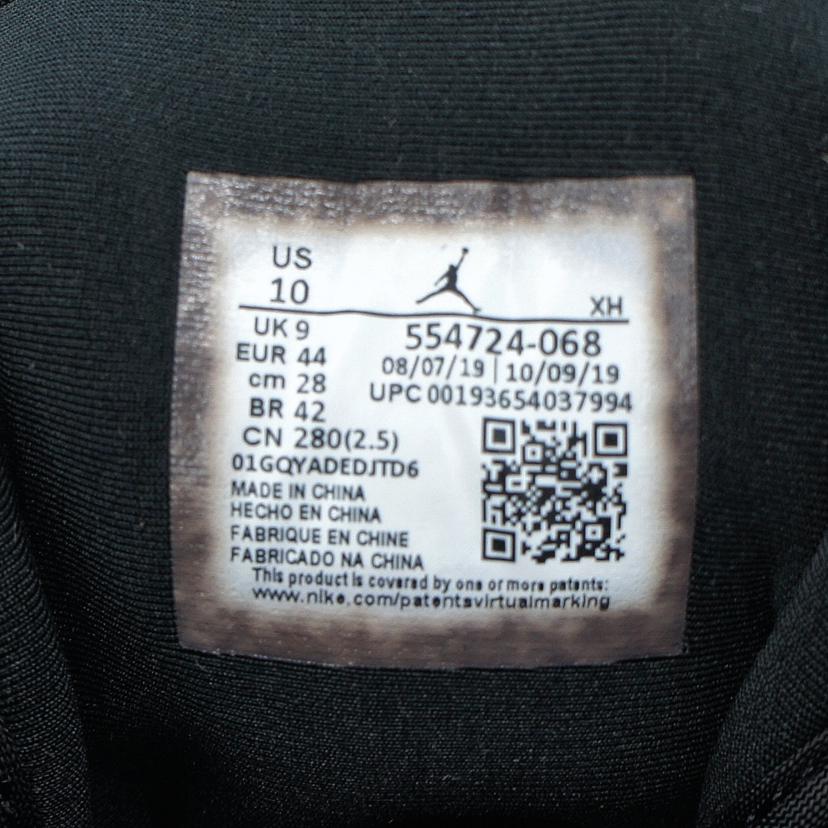 US
10
XH
UK 9
554724-068
EUR 44
08/07/19 | 10/09/19
cm 28
UPC 00193654037994
BR 42
CN 280(2.5)
01GQYADEDJTD6
MADE IN CHINA
HECHO EN CHINA
FABRIQUE EN CHINE
FABRICADO NA CHINA
This product is covered by one or more patents:
www.nike.com/patentsvirtualmarking